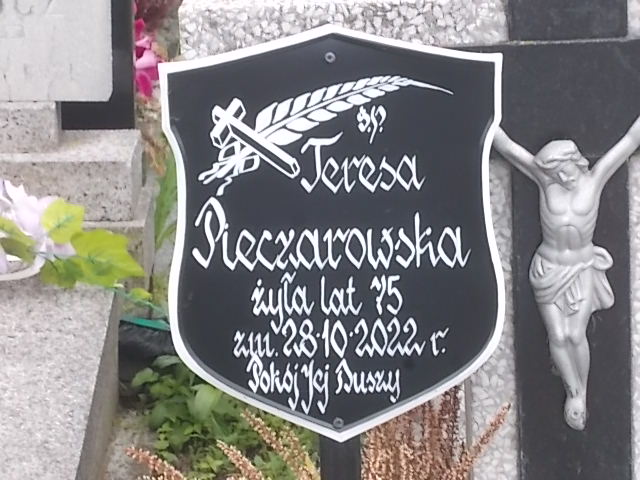 ś.p.
Teresa
Pieczarowska
żyła lat 75
zm. 28.10.2022 r.
Pokój Jej Duszy